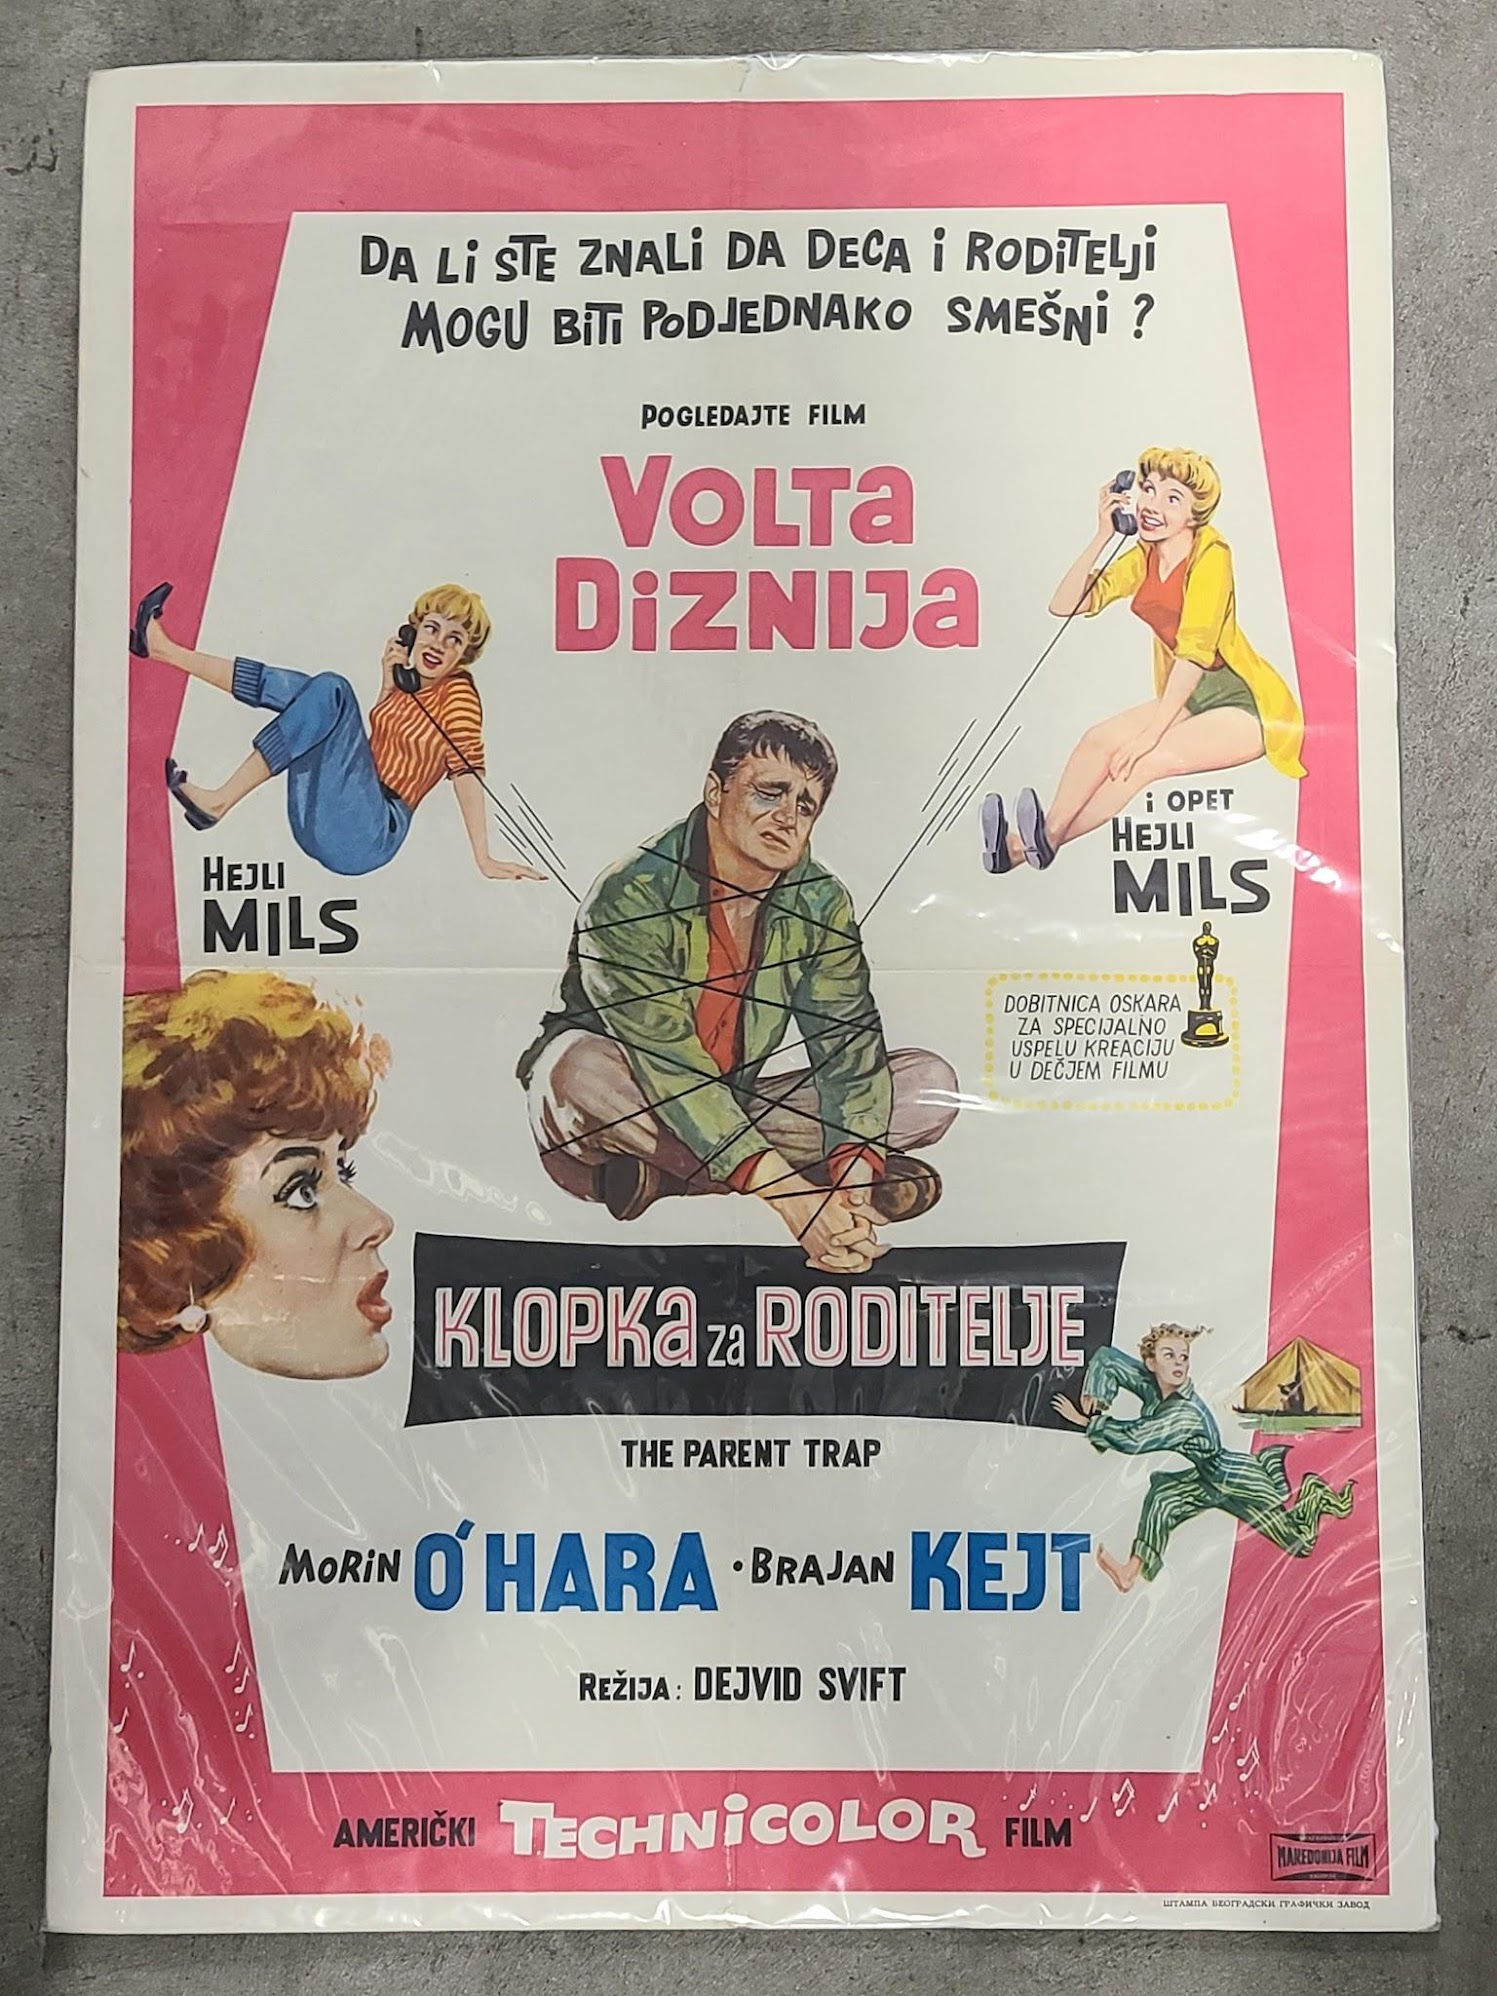 DA LI STE ZNALI DA DECA I RODITELJI
MOGU BITI PODJEDNAKO SMEŠNI ?
POGLEDAJTE FILM
VOLTA
DIZNIJA
HEJLI
MILS
I OPET
HEJLI
MILS
DOBITNICA OSKARA
ZA SPECIJALNO
USPELU KREACIJU
U DEČJEM FILMU
KLOPKA ZA RODITELJE
THE PARENT TRAP
MORIN O'HARA • BRAJAN KEJT
REŽIJA: DEJVID SVIFT
AMERIČKI TECHNICOLOR FILM
MAKEDONIJA FILM
ШТАМПА БЕОГРАДСКИ ГРАФИЧКИ ЗАВОД